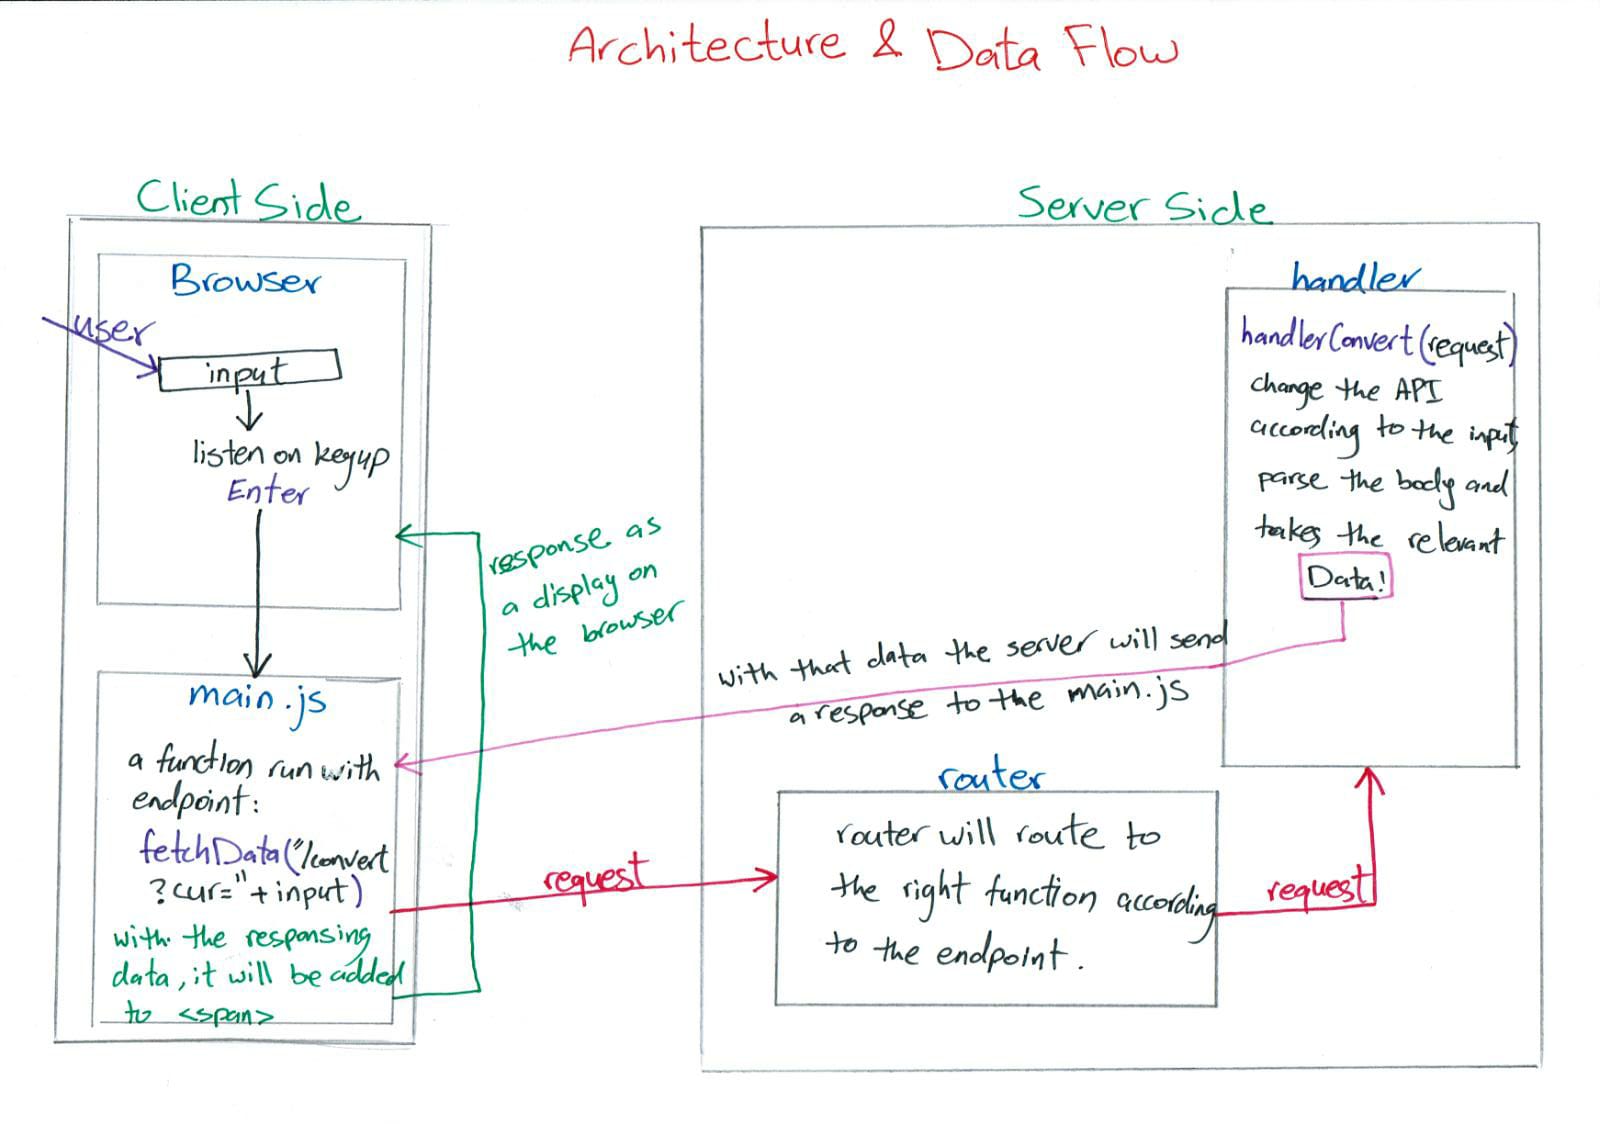 Architecture & Data Flow
Client Side
Browser
user
input
listen on keyup
Enter
main.js
a function run with
endpoint:
fetchData("/convert
?cur="+input)
with the responsing
data, it will be added
to <span>
response as
a display on
the browser
request
Server Side
handler
handlerConvert(request)
change the API
according to the input,
parse the body and
takes the relevant
Data!
with that data the server will send
a response to the main.js
router
router will route to
the right function according
to the endpoint.
request